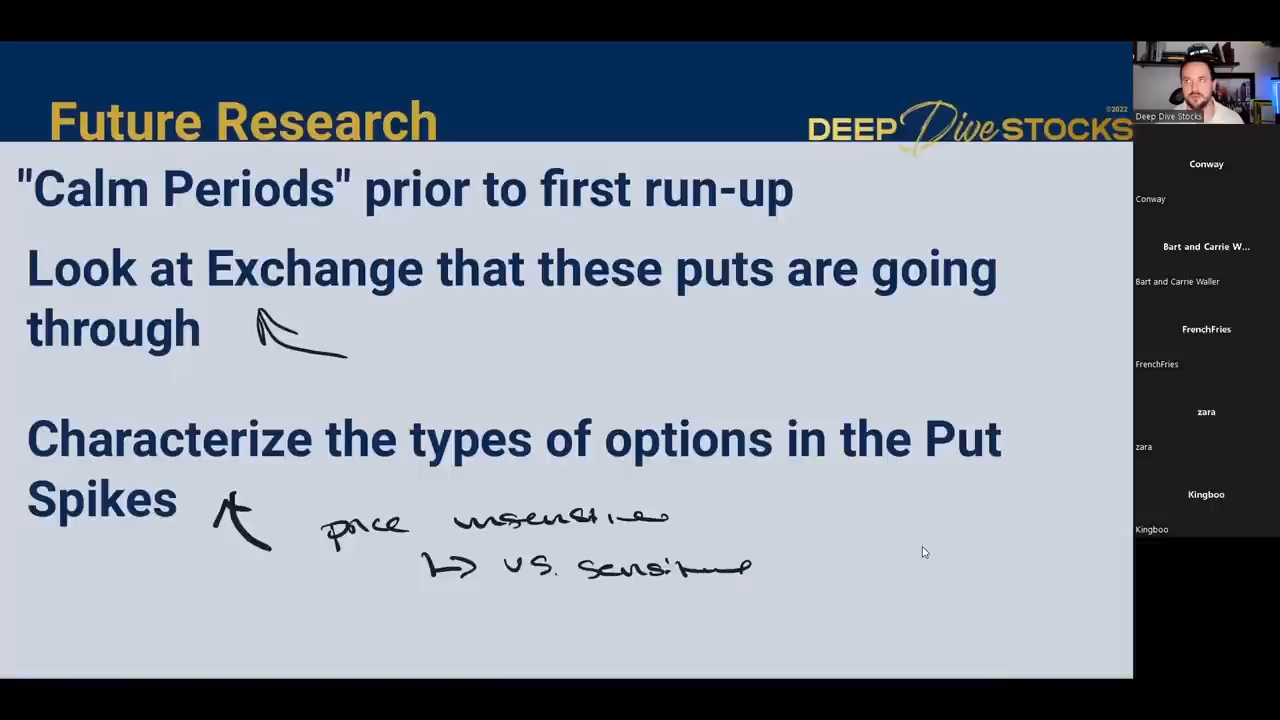 Future Research
©2022
DEEP Dive STOCKS
"Calm Periods" prior to first run-up
Look at Exchange that these puts are going
through
Characterize the types of options in the Put
Spikes
price insensitive
↳ vs. sensitive
Deep Dive Stocks
Conway
Conway
Bart and Carrie W...
Bart and Carrie Waller
FrenchFries
FrenchFries
zara
zara
Kingboo
Kingboo